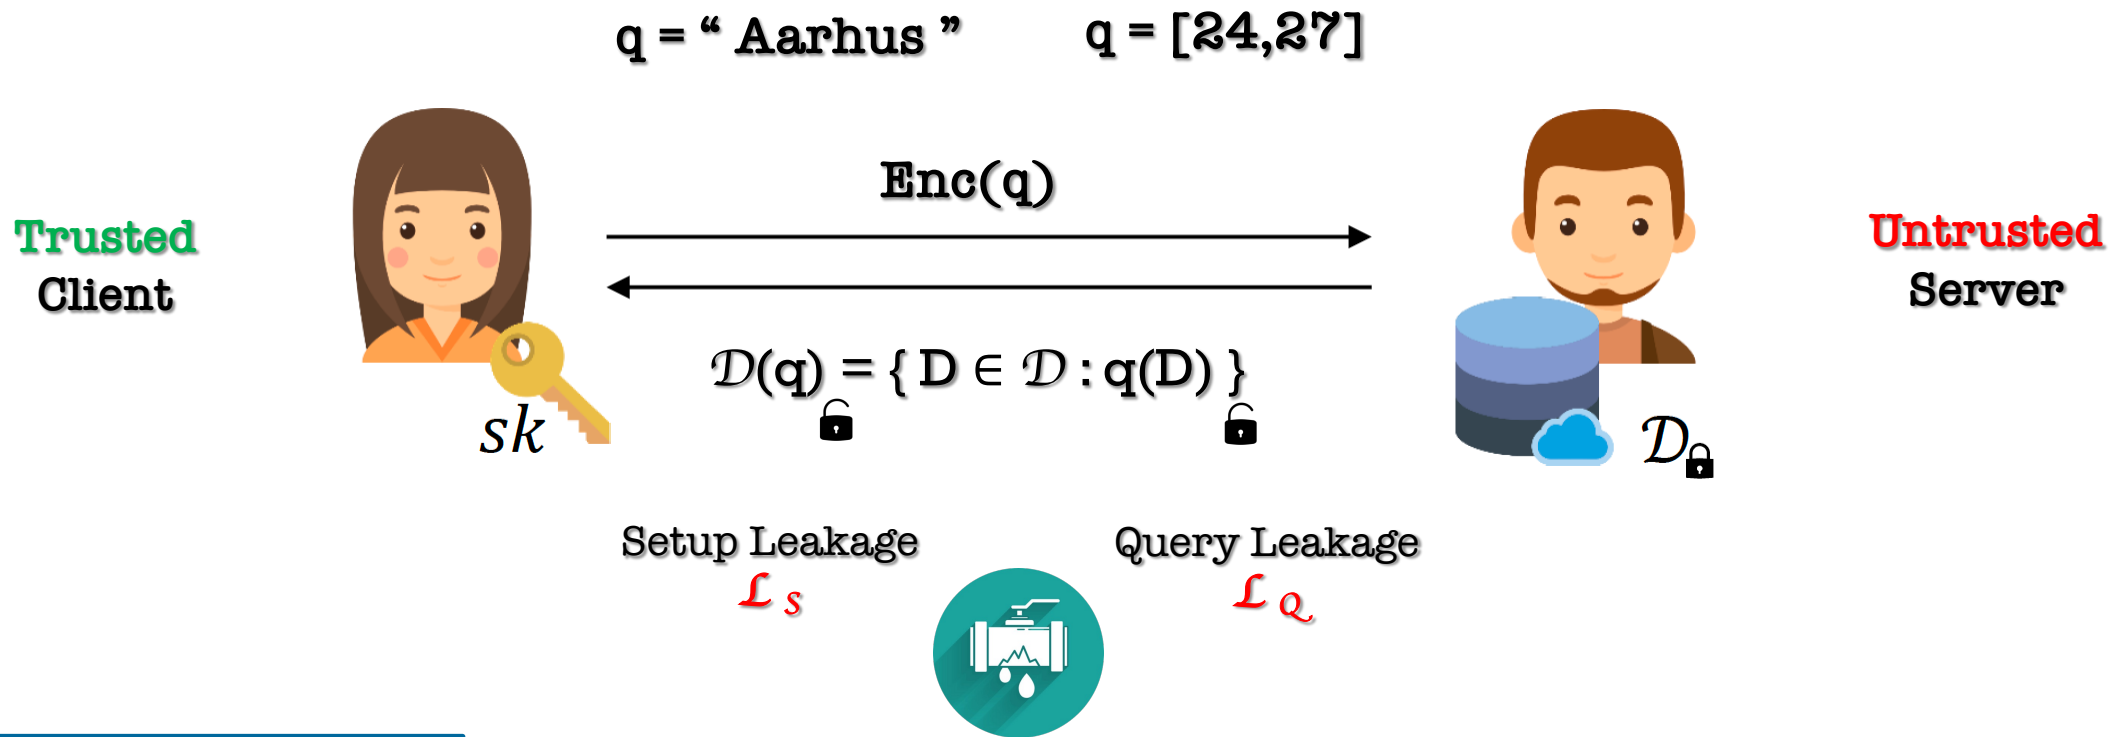 q = “ Aarhus ”
q = [24,27]
Enc(q)
Trusted
Client
Untrusted
Server
𝒟(q) = { D ∈ 𝒟 : q(D) }
sk
𝒟
Setup Leakage
ℒ S
Query Leakage
ℒ Q